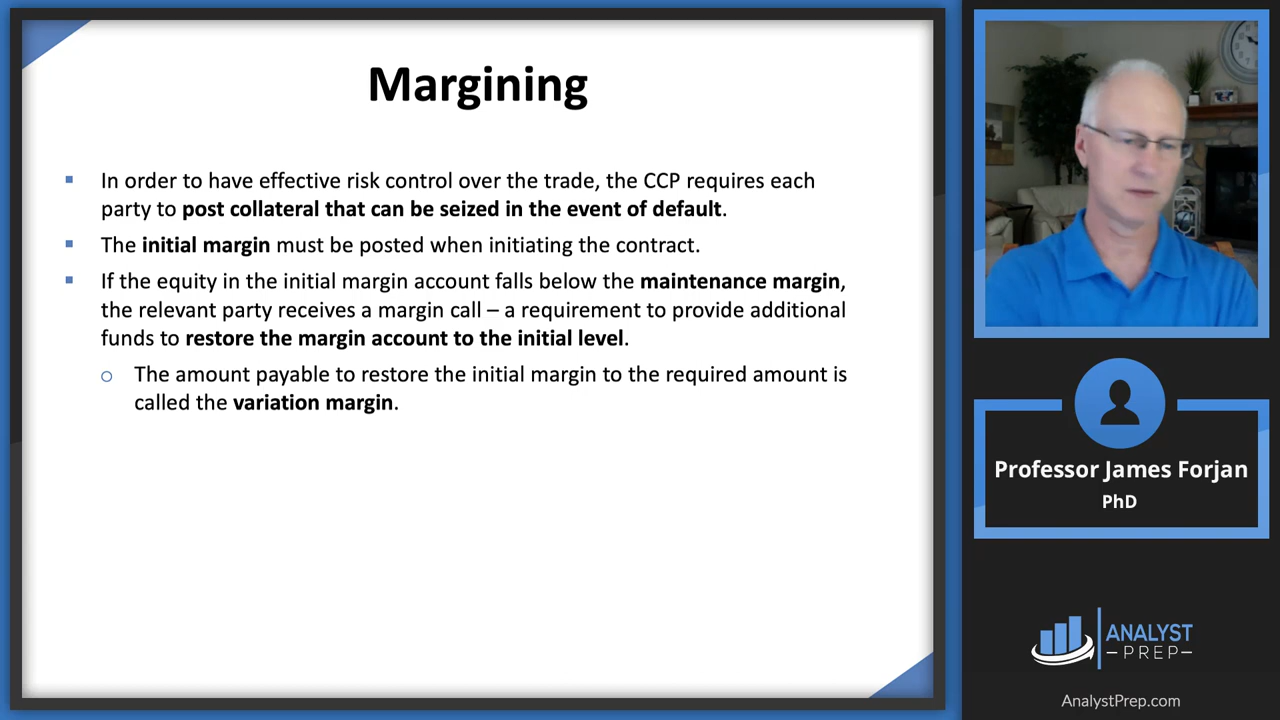 Margining
▪ In order to have effective risk control over the trade, the CCP requires each
party to post collateral that can be seized in the event of default.
▪ The initial margin must be posted when initiating the contract.
▪ If the equity in the initial margin account falls below the maintenance margin,
the relevant party receives a margin call – a requirement to provide additional
funds to restore the margin account to the initial level.
o The amount payable to restore the initial margin to the required amount is
called the variation margin.
Professor James Forjan
PhD
ANALYST
–PREP–
AnalystPrep.com